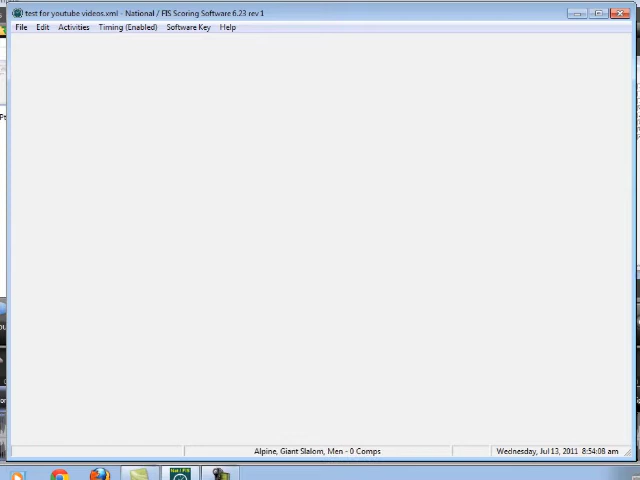 test for youtube videos.xml - National / FIS Scoring Software 6.23 rev 1
File Edit Activities Timing (Enabled) Software Key Help
Alpine, Giant Slalom, Men - 0 Comps
Wednesday, Jul 13, 2011 8:54:08 am